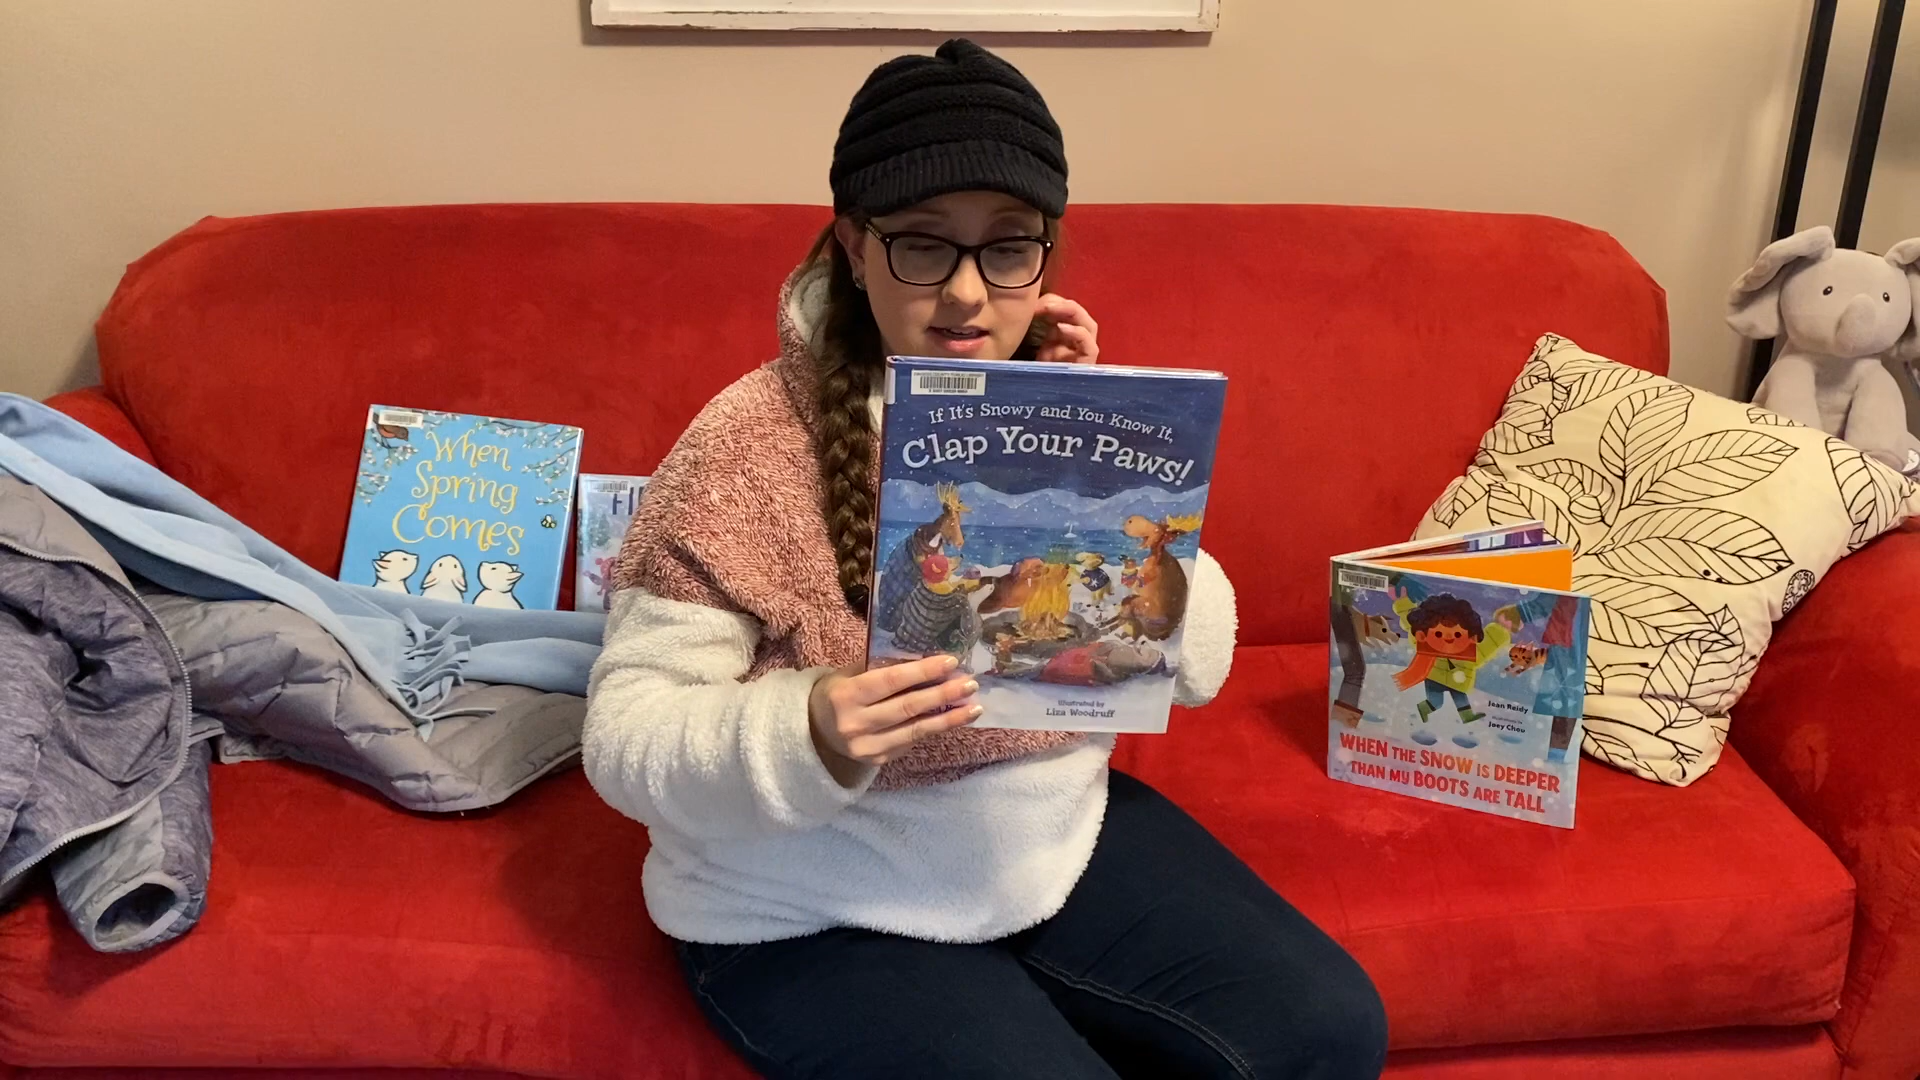 When
Spring
Comes
If It's Snowy and You Know It,
Clap Your Paws!
Illustrated by
Liza Woodruff
Joan Reidy
Joey Chou
WHEN THE SNOW IS DEEPER
THAN MY BOOTS ARE TALL